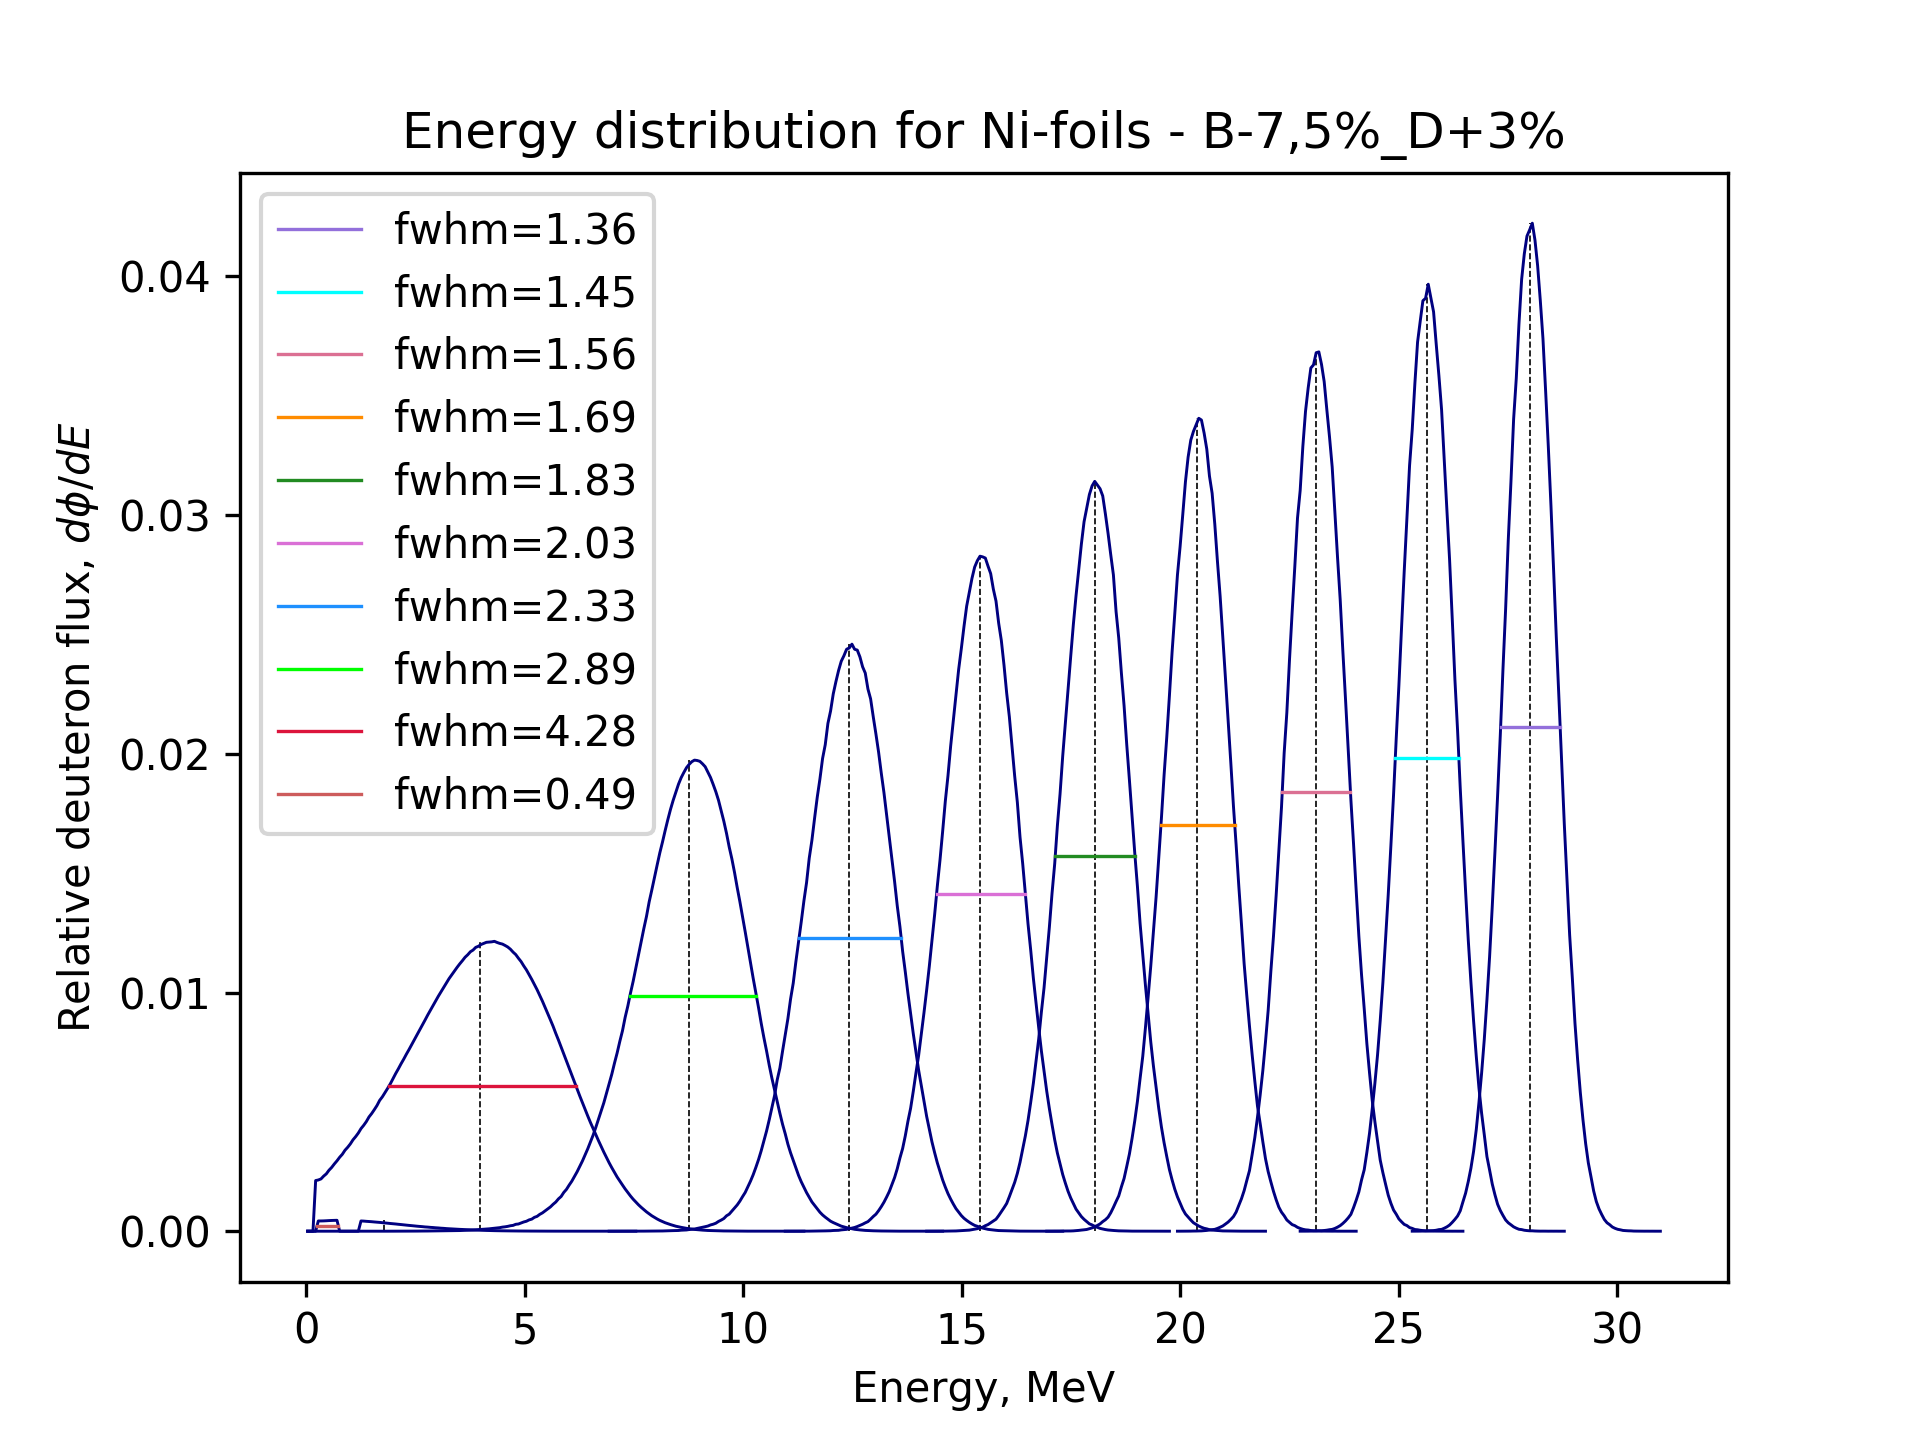 Energy distribution for Ni-foils - B-7,5%_D+3%
fwhm=1.36
fwhm=1.45
fwhm=1.56
fwhm=1.69
fwhm=1.83
fwhm=2.03
fwhm=2.33
fwhm=2.89
fwhm=4.28
fwhm=0.49
Relative deuteron flux, dϕ/dE
0.04
0.03
0.02
0.01
0.00
0 5 10 15 20 25 30
Energy, MeV